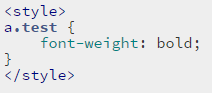 <style>
a.test {
    font-weight: bold;
}
</style>